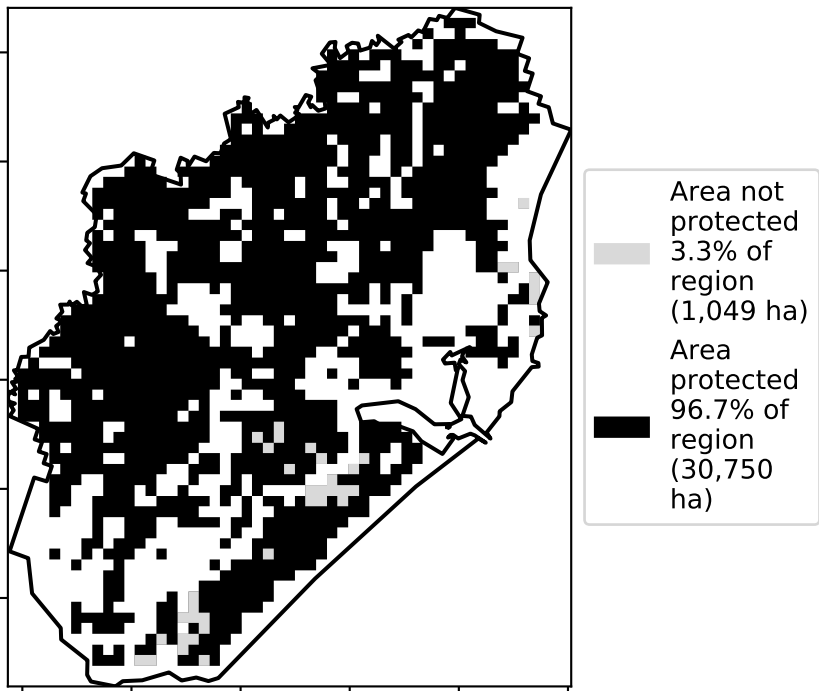 Area not
protected
3.3% of
region
(1,049 ha)
Area
protected
96.7% of
region
(30,750
ha)